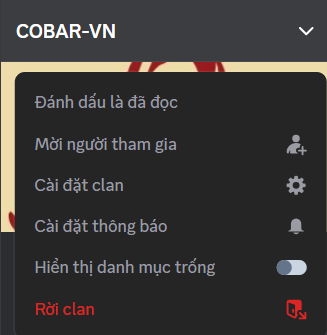 COBAR-VN
Đánh dấu là đã đọc
Mời người tham gia
Cài đặt clan
Cài đặt thông báo
Hiển thị danh mục trống
Rời clan